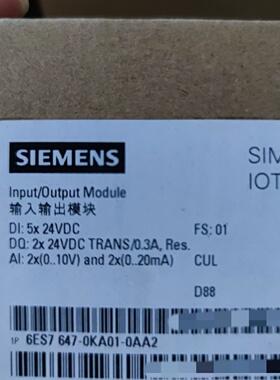 SIEMENS
SIM
IOT
Input/Output Module
输入输出模块
DI: 5x 24VDC
FS: 01
DQ: 2x 24VDC TRANS/0.3A, Res.
AI: 2x(0..10V) and 2x(0..20mA)
CUL
D88
1P 6ES7 647-0KA01-0AA2